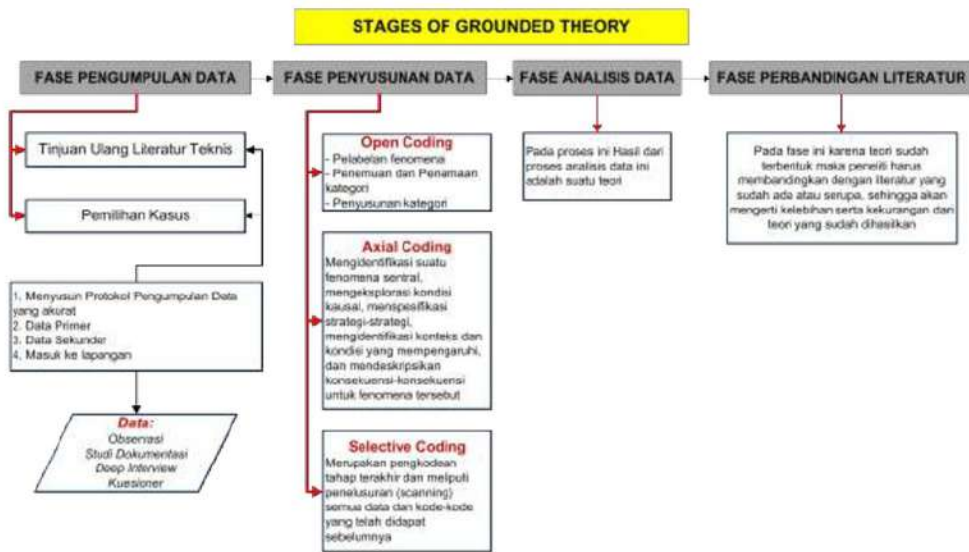 STAGES OF GROUNDED THEORY
FASE PENGUMPULAN DATA
FASE PENYUSUNAN DATA
FASE ANALISIS DATA
FASE PERBANDINGAN LITERATUR
Tinjuan Ulang Literatur Teknis
Pemilihan Kasus
1. Menyusun Protokol Pengumpulan Data
yang akurat
2. Data Primer
3. Data Sekunder
4. Masuk ke lapangan
Data:
Observasi
Studi Dokumentasi
Deep Interview
Kuesioner
Open Coding
- Pelabelan fenomena
- Penemuan dan Penamaan
kategori
- Penyusunan kategori
Axial Coding
Mengidentifikasi suatu
fenomena sentral,
mengeksplorasi kondisi
kausal, menspesifikasi
strategi-strategi,
mengidentifikasi konteks dan
kondisi yang mempengaruhi,
dan mendeskripsikan
konsekuensi-konsekuensi
untuk fenomena tersebut
Selective Coding
Merupakan pengkodean
tahap terakhir dan meliputi
penelusuran (scanning)
semua data dan kode-kode
yang telah didapat
sebelumnya
Pada proses ini Hasil dari
proses analisis data ini
adalah suatu teori
Pada fase ini karena teori sudah
terbentuk maka peneliti harus
membandingkan dengan literatur yang
sudah ada atau serupa, sehingga akan
mengerti kelebihan serta kekurangan dari
teori yang sudah dihasilkan